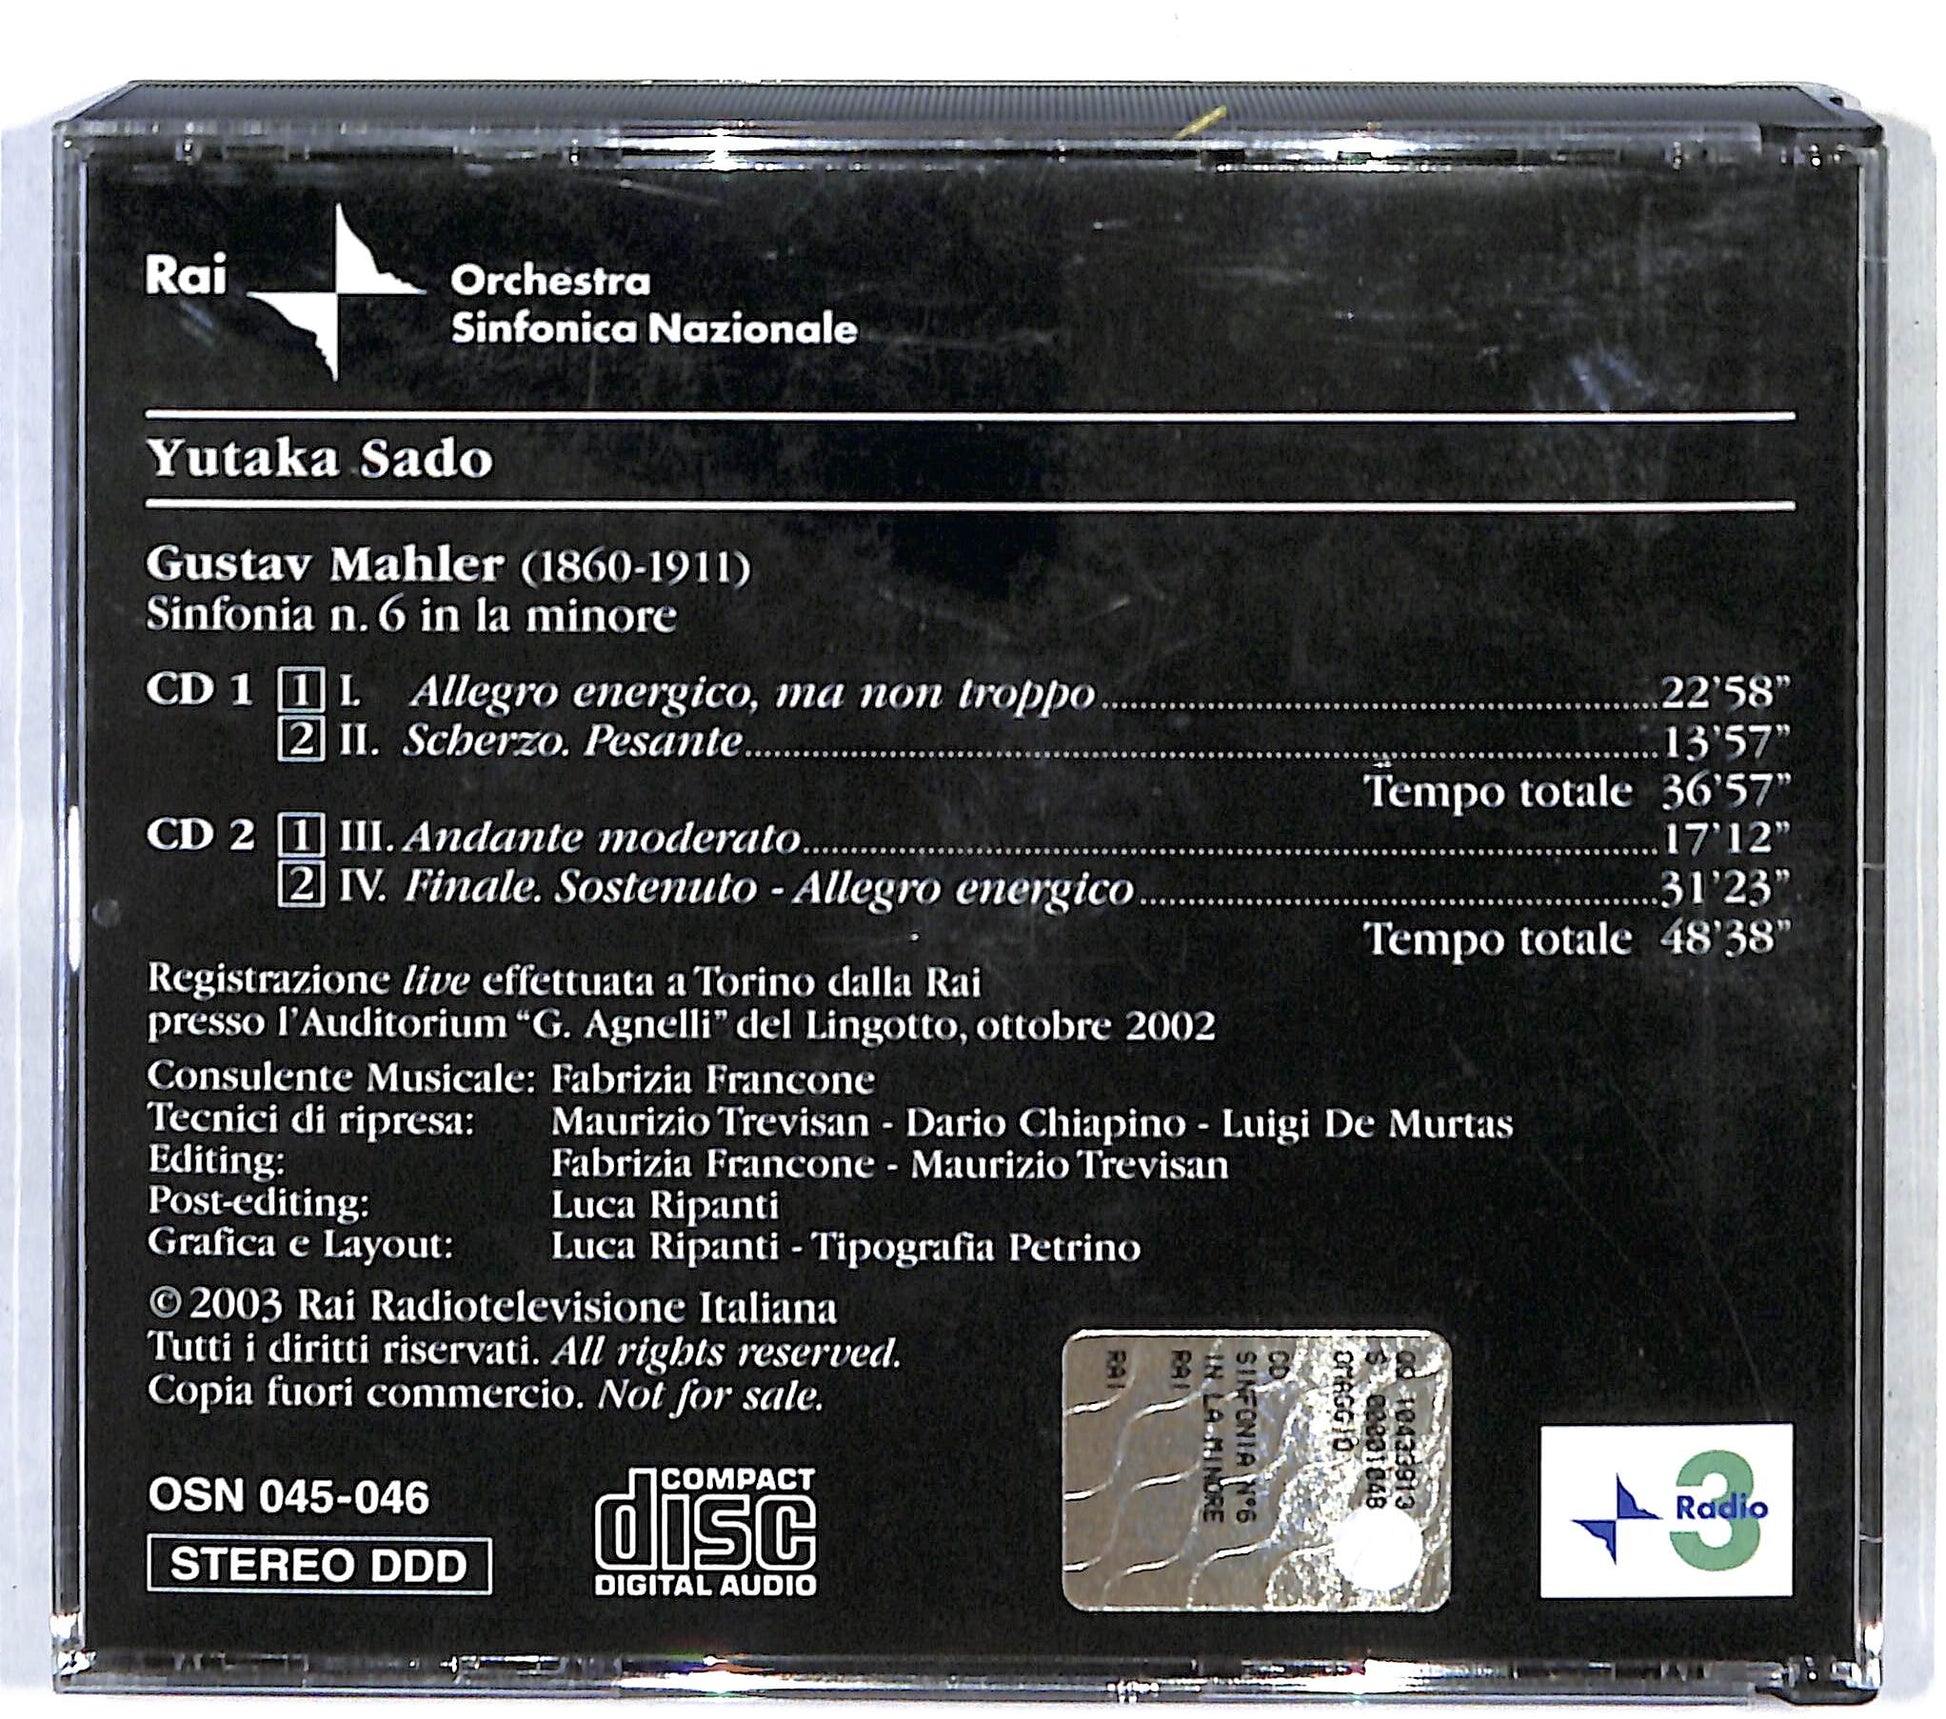 Rai
Orchestra
Sinfonica Nazionale
Yutaka Sado
Gustav Mahler (1860-1911)
Sinfonia n. 6 in la minore
CD 1 1 I. Allegro energico, ma non troppo 22'58"
2 II. Scherzo. Pesante 13'57"
Tempo totale 36'57"
CD 2 1 III. Andante moderato 17'12"
2 IV. Finale. Sostenuto - Allegro energico 31'23"
Tempo totale 48'38"
Registrazione live effettuata a Torino dalla Rai
presso l'Auditorium “G. Agnelli” del Lingotto, ottobre 2002
Consulente Musicale: Fabrizia Francone
Tecnici di ripresa: Maurizio Trevisan - Dario Chiapino - Luigi De Murtas
Editing: Fabrizia Francone - Maurizio Trevisan
Post-editing: Luca Ripanti
Grafica e Layout: Luca Ripanti - Tipografia Petrino
© 2003 Rai Radiotelevisione Italiana
Tutti i diritti riservati. All rights reserved.
Copia fuori commercio. Not for sale.
OSN 045-046
STEREO DDD
COMPACT
disc
DIGITAL AUDIO
OMAGGIO
CD
SINFONIA N°6
IN LA MINORE
RAI
RAI
Radio
3